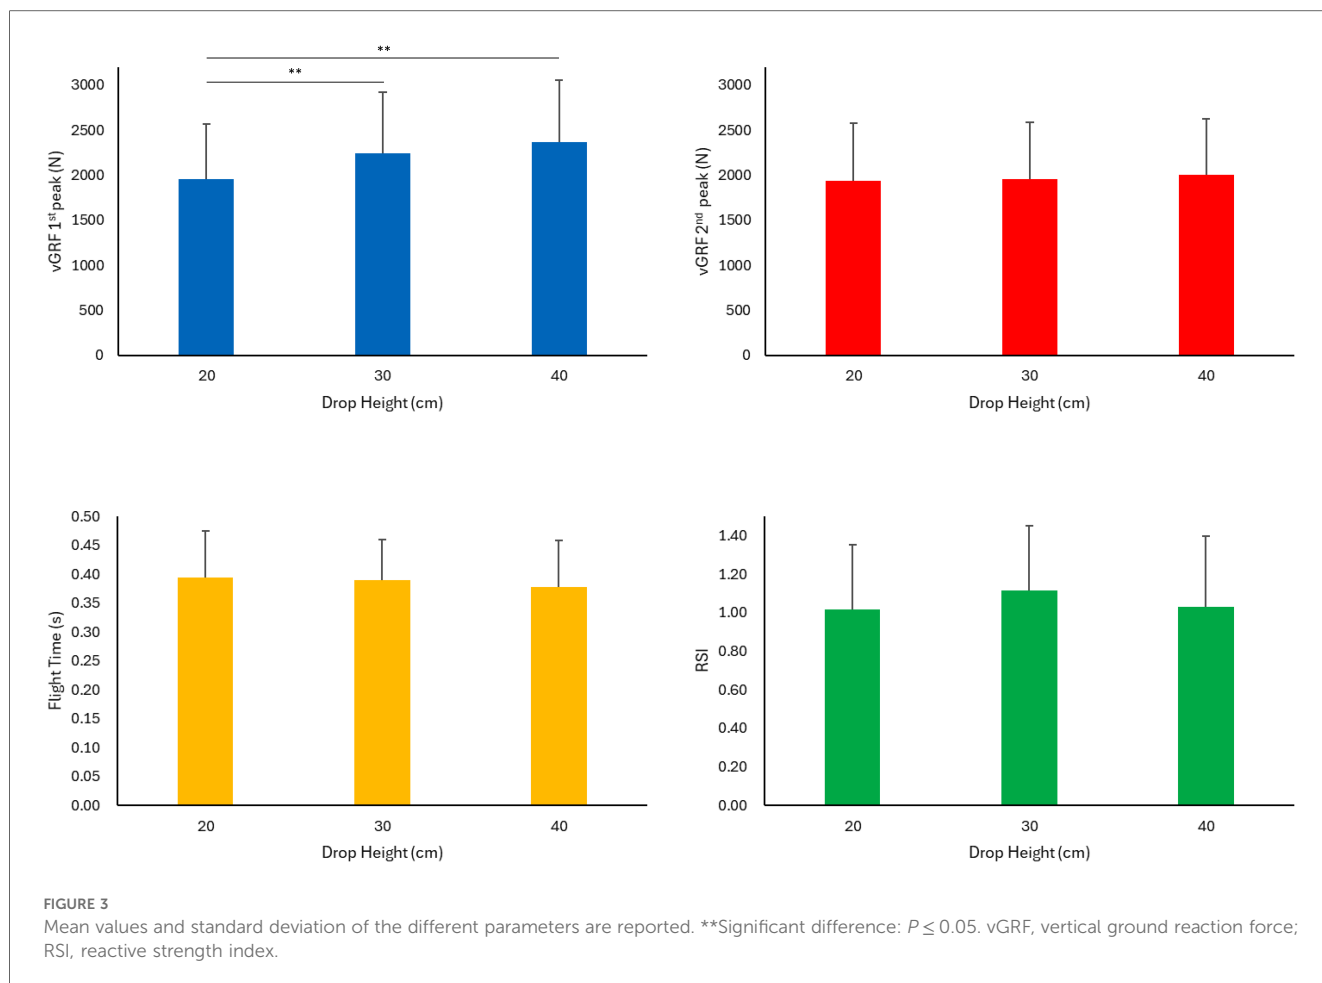 **
**
3000
2500
2000
1500
1000
500
0
vGRF 1st peak (N)
20 30 40
Drop Height (cm)
3000
2500
2000
1500
1000
500
0
vGRF 2nd peak (N)
20 30 40
Drop Height (cm)
0.50
0.45
0.40
0.35
0.30
0.25
0.20
0.15
0.10
0.05
0.00
Flight Time (s)
20 30 40
Drop Height (cm)
1.40
1.20
1.00
0.80
0.60
0.40
0.20
0.00
RSI
20 30 40
Drop Height (cm)
FIGURE 3
Mean values and standard deviation of the different parameters are reported. **Significant difference: P ≤ 0.05. vGRF, vertical ground reaction force;
RSI, reactive strength index.